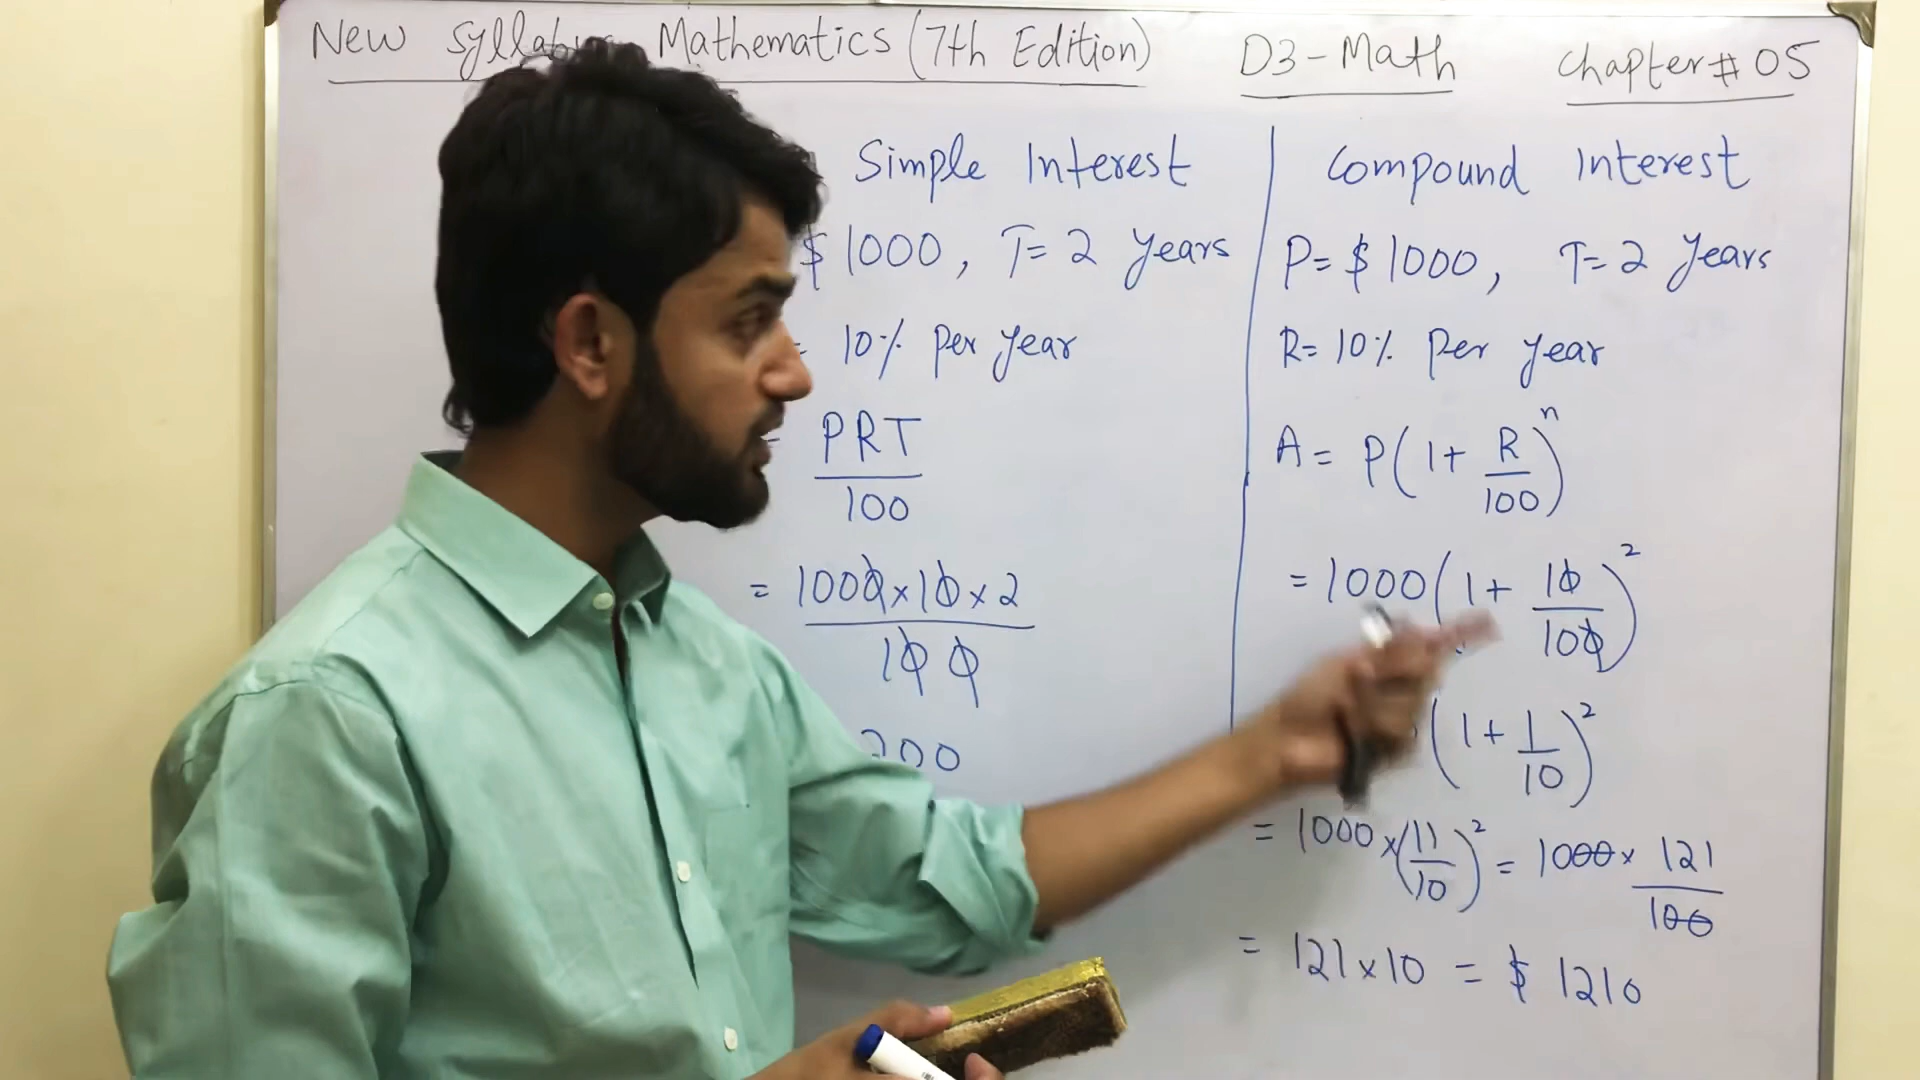 New Mathematics (7th Edition) D3-Math Chapter # 05
Simple Interest
$ 1000, T= 2 Years
10% Per Year
PRT
100
= 1000 x 10 x 2
100
200
Compound Interest
P= $ 1000, T= 2 Years
R= 10% Per Year
A = P(1+ R/100)^n
= 1000(1+ 10/100)^2
(1+ 1/10)^2
= 1000 x (11/10)^2 = 1000 x 121/100
= 121 x 10 = $ 1210